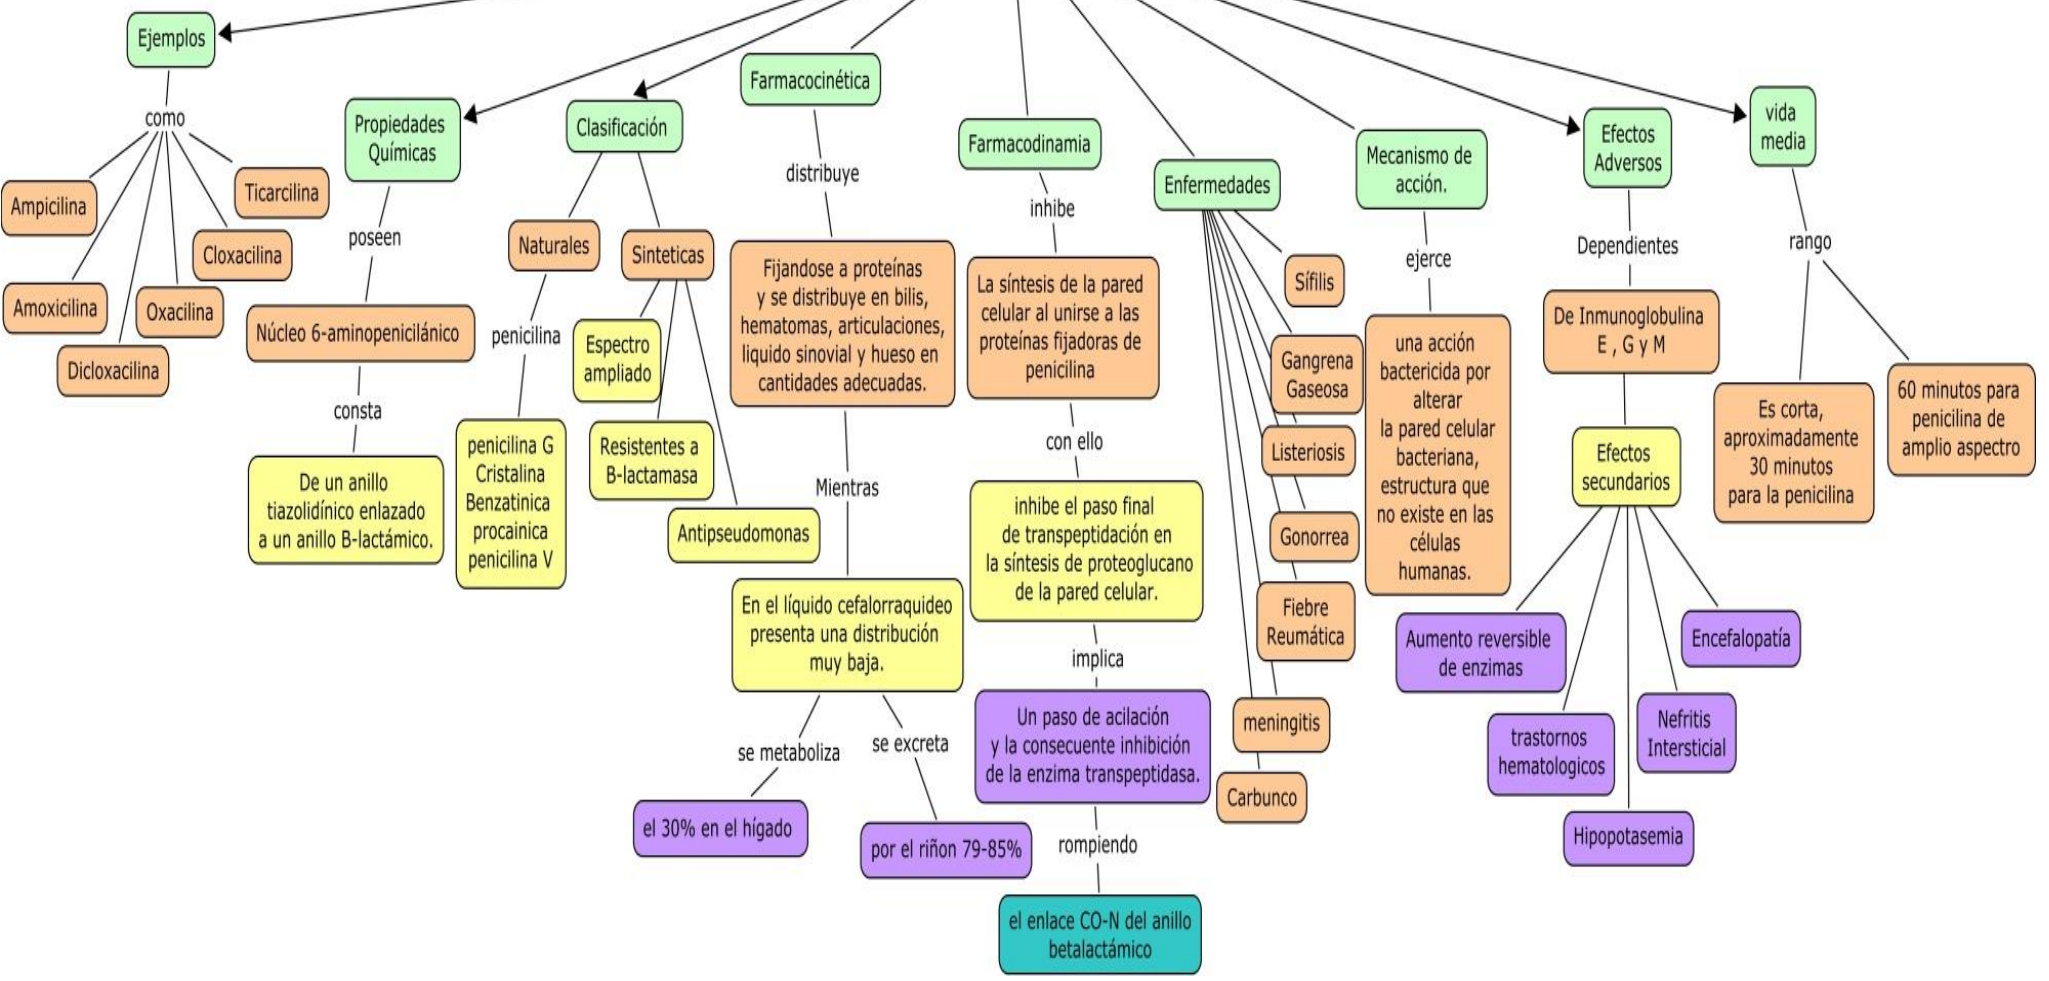 Ejemplos
como
Ampicilina
Amoxicilina
Dicloxacilina
Oxacilina
Cloxacilina
Ticarcilina
Propiedades
Químicas
poseen
Núcleo 6-aminopenicilánico
consta
De un anillo
tiazolidínico enlazado
a un anillo B-lactámico.
Clasificación
Naturales
penicilina
penicilina G
Cristalina
Benzatinica
procainica
penicilina V
Sinteticas
Espectro
ampliado
Resistentes a
B-lactamasa
Antipseudomonas
Farmacocinética
distribuye
Fijandose a proteínas
y se distribuye en bilis,
hematomas, articulaciones,
liquido sinovial y hueso en
cantidades adecuadas.
Mientras
En el líquido cefalorraquideo
presenta una distribución
muy baja.
se metaboliza
el 30% en el hígado
se excreta
por el riñon 79-85%
Farmacodinamia
inhibe
La síntesis de la pared
celular al unirse a las
proteínas fijadoras de
penicilina
con ello
inhibe el paso final
de transpeptidación en
la síntesis de proteoglucano
de la pared celular.
implica
Un paso de acilación
y la consecuente inhibición
de la enzima transpeptidasa.
rompiendo
el enlace CO-N del anillo
betalactámico
Enfermedades
Sífilis
Gangrena
Gaseosa
Listeriosis
Gonorrea
Fiebre
Reumática
meningitis
Carbunco
Mecanismo de
acción.
ejerce
una acción
bactericida por
alterar
la pared celular
bacteriana,
estructura que
no existe en las
células
humanas.
Efectos
Adversos
Dependientes
De Inmunoglobulina
E , G y M
Efectos
secundarios
Aumento reversible
de enzimas
trastornos
hematologicos
Hipopotasemia
Nefritis
Intersticial
Encefalopatía
vida
media
rango
Es corta,
aproximadamente
30 minutos
para la penicilina
60 minutos para
penicilina de
amplio aspectro